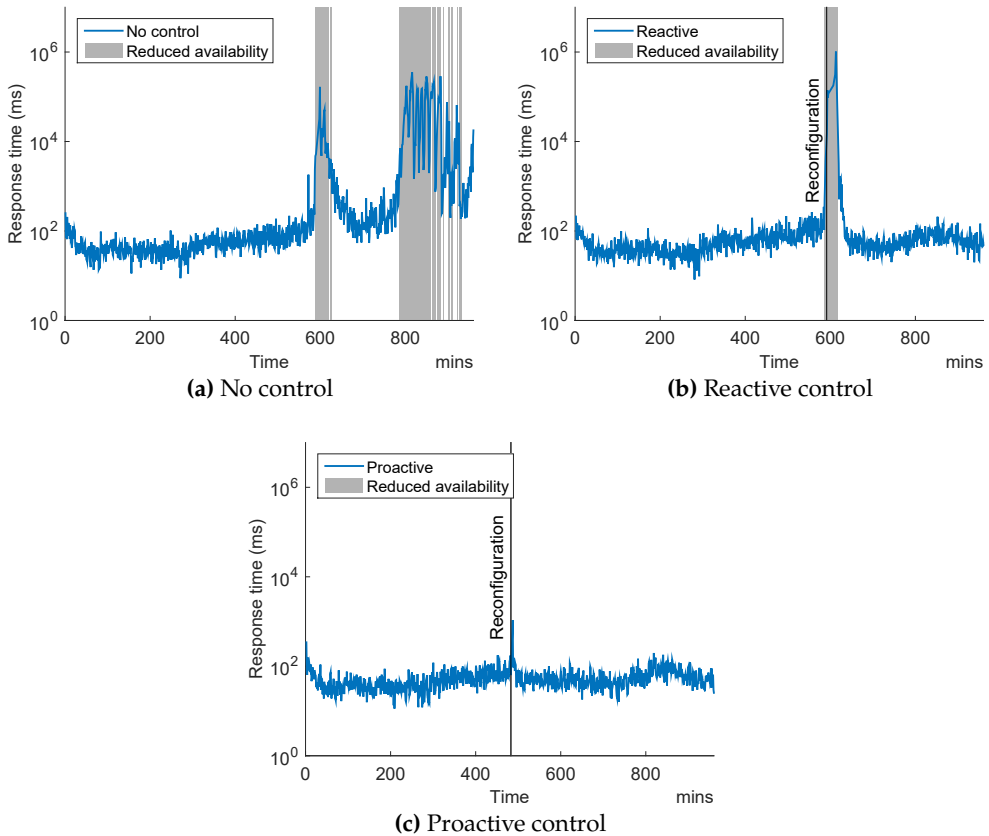 No control
Reduced availability
Response time (ms)
10^6
10^4
10^2
10^0
0 200 400 600 800
Time mins
(a) No control
Reactive
Reduced availability
Reconfiguration
Response time (ms)
10^6
10^4
10^2
10^0
0 200 400 600 800
Time mins
(b) Reactive control
Proactive
Reduced availability
Reconfiguration
Response time (ms)
10^6
10^4
10^2
10^0
0 200 400 600 800
Time mins
(c) Proactive control